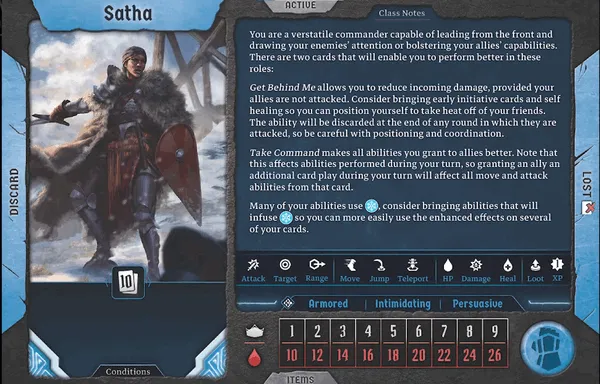 Satha
ACTIVE
Class Notes
You are a verstatile commander capable of leading from the front and
drawing your enemies' attention or bolstering your allies' capabilities.
There are two cards that will enable you to perform better in these
roles:
Get Behind Me allows you to reduce incoming damage, provided your
allies are not attacked. Consider bringing early initiative cards and self
healing so you can position yourself to take heat off of your friends.
The ability will be discarded at the end of any round in which they
are attacked, so be careful with positioning and coordination.
Take Command makes all abilities you grant to allies better. Note that
this affects abilities performed during your turn, so granting an ally an
additional card play during your turn will affect all move and attack
abilities from that card.
Many of your abilities use , consider bringing abilities that will
infuse so you can more easily use the enhanced effects on several
of your cards.
DISCARD
LOST
10
Attack Target Range Move Jump Teleport HP Damage Heal Loot XP
Armored Intimidating Persuasive
1 2 3 4 5 6 7 8 9
10 12 14 16 18 20 22 24 26
Conditions
ITEMS